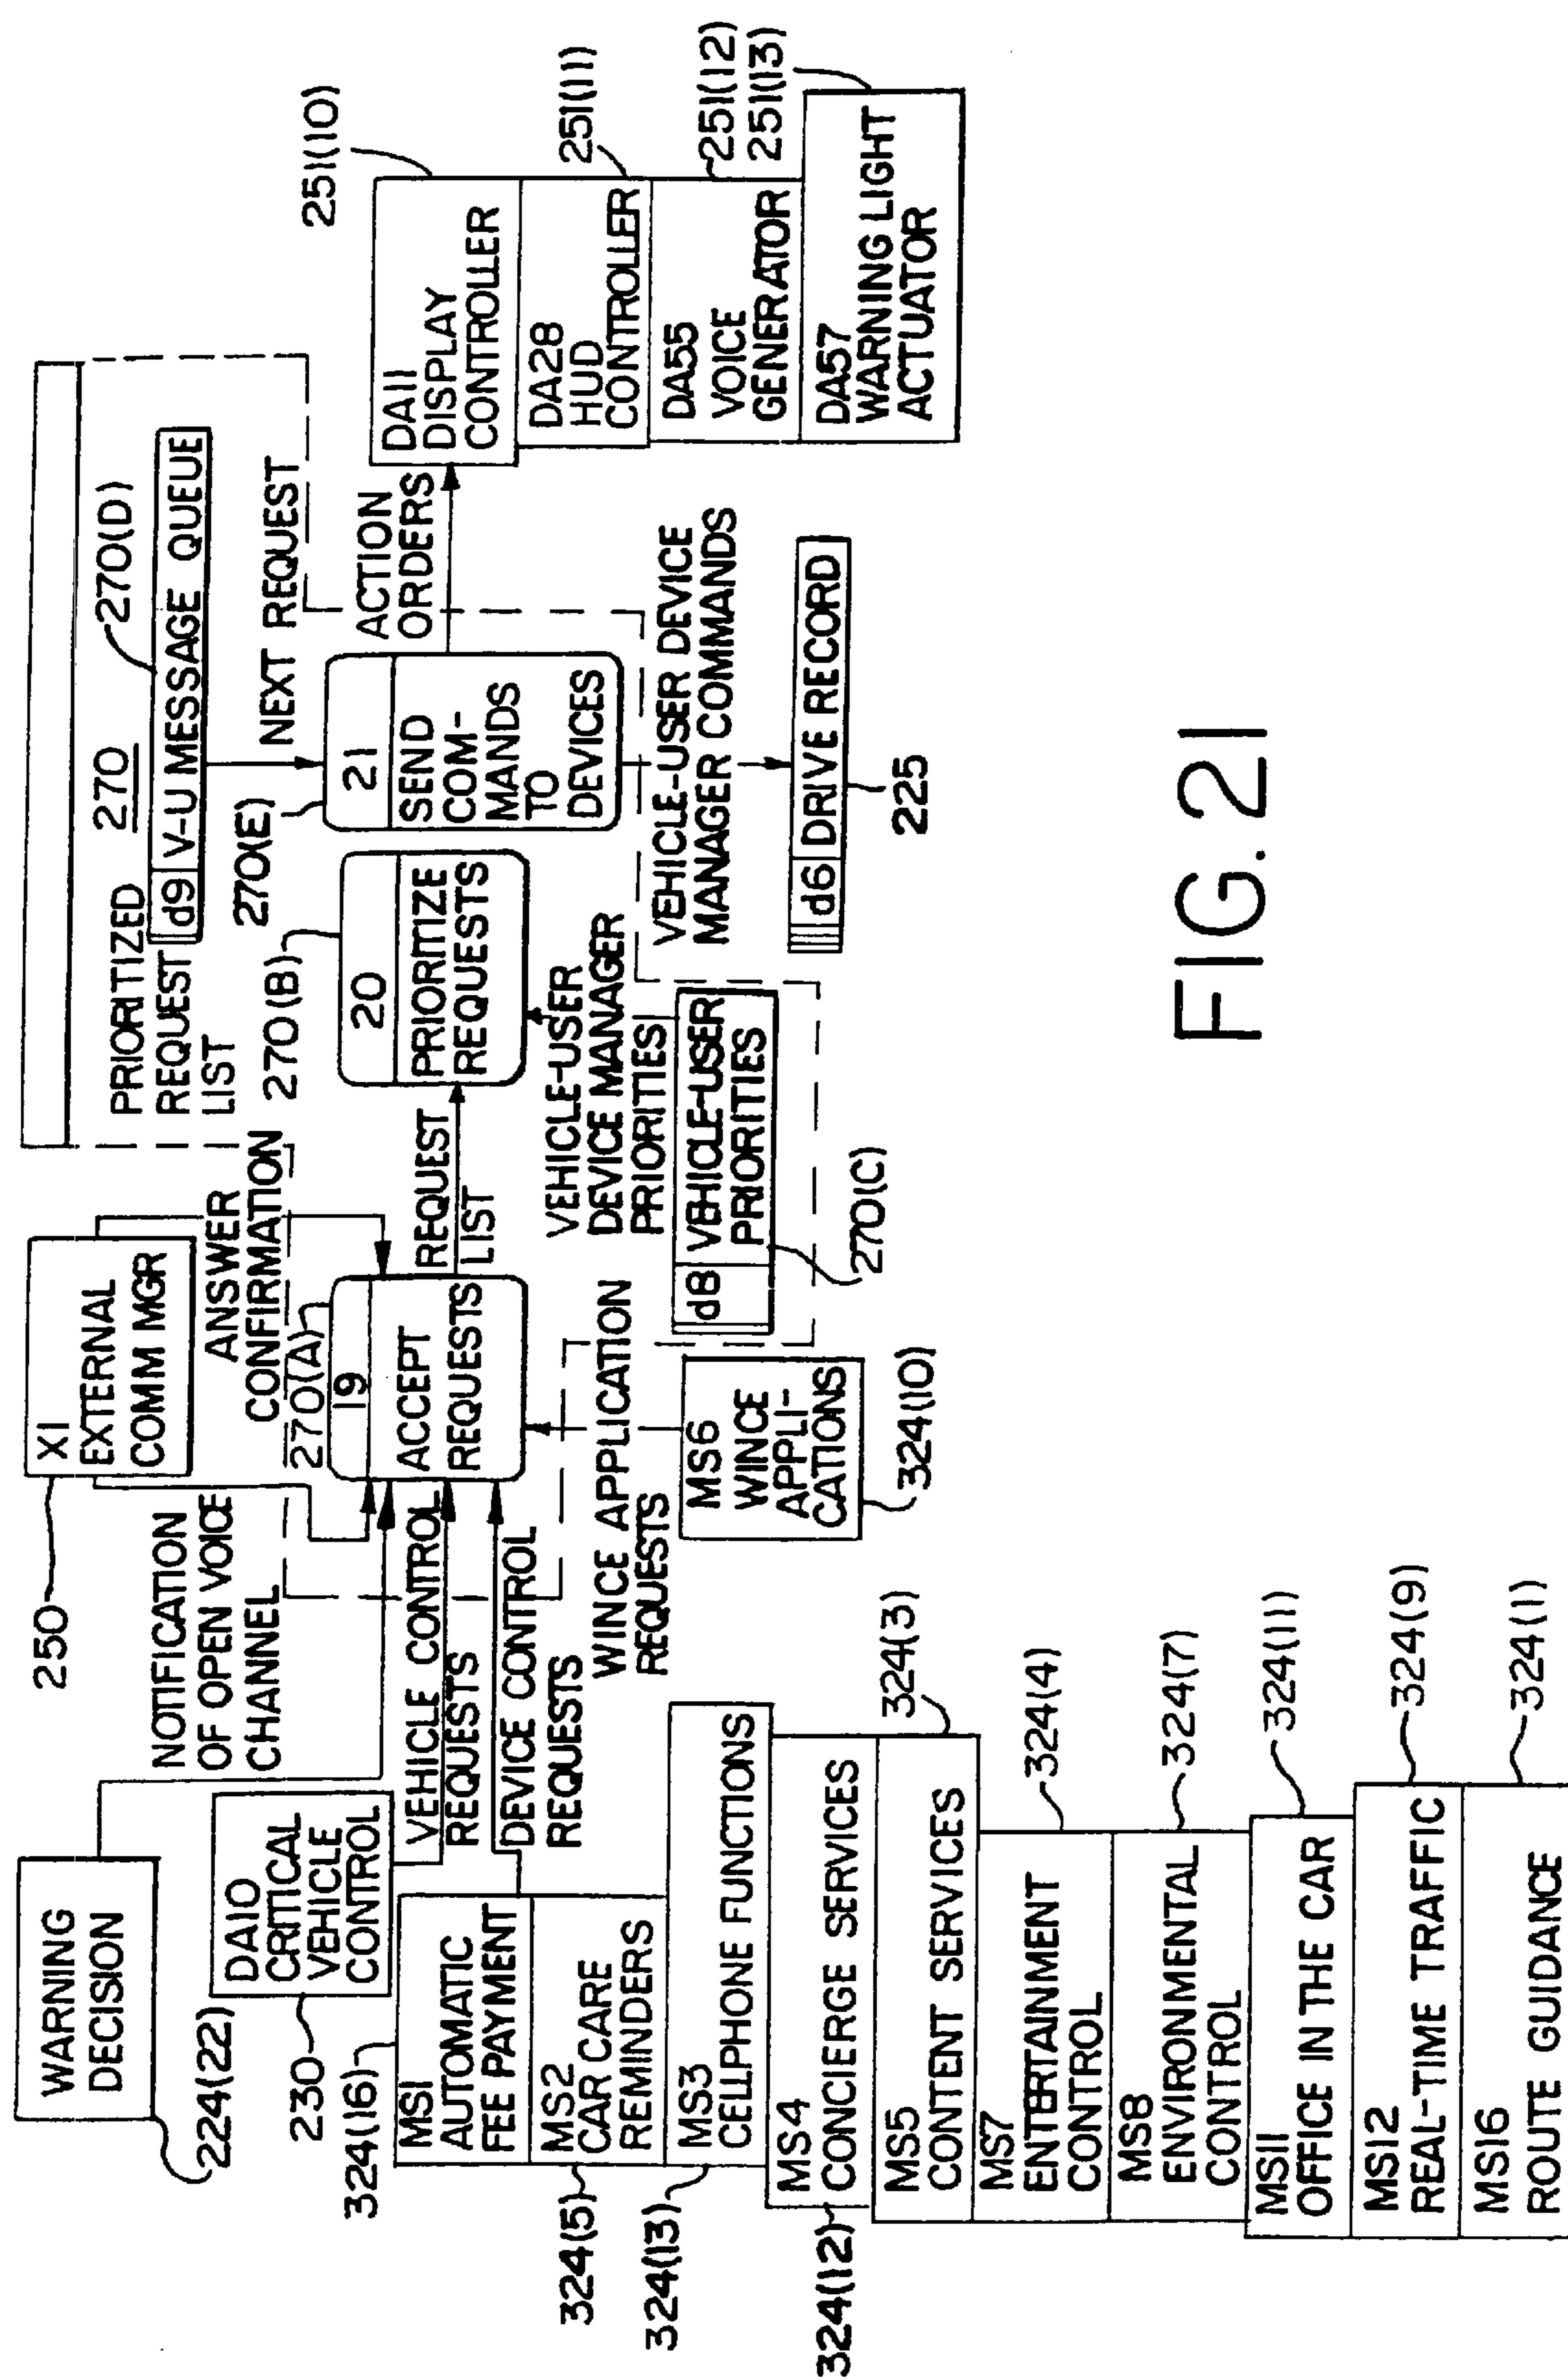 WARNING
DECISION
224(22)
DA10
CRITICAL
VEHICLE
CONTROL
230
324(16)
MS1
AUTOMATIC
FEE PAYMENT
MS2
CAR CARE
REMINDERS
324(5)
MS3
CELLPHONE FUNCTIONS
324(13)
MS4
CONCIERGE SERVICES
324(12)
MS5
CONTENT SERVICES
324(3)
MS7
ENTERTAINMENT
CONTROL
324(4)
MS8
ENVIRONMENTAL
CONTROL
324(7)
MS11
OFFICE IN THE CAR
324(11)
MS12
REAL-TIME TRAFFIC
324(9)
MS16
ROUTE GUIDANCE
324(1)
250
X1
EXTERNAL
COMM MGR
NOTIFICATION
OF OPEN VOICE
CHANNEL
VEHICLE CONTROL
REQUESTS
DEVICE CONTROL
REQUESTS
WINCE APPLICATION
REQUESTS
ANSWER
CONFIRMATION
270(A)
19
ACCEPT
REQUESTS
MS6
WINCE
APPLI-
CATIONS
324(10)
REQUEST
LIST
270(B)
20
PRIORITIZE
REQUESTS
VEHICLE-USER
DEVICE MANAGER
PRIORITIES
d8 VEHICLE-USER
PRIORITIES
270(C)
PRIORITIZED
REQUEST
LIST
270
d9 V-U MESSAGE QUEUE
270(D)
270(E)
NEXT REQUEST
21
SEND
COM-
MANDS
TO
DEVICES
ACTION
ORDERS
VEHICLE-USER DEVICE
MANAGER COMMANDS
d6 DRIVE RECORD
225
DA11
DISPLAY
CONTROLLER
251(10)
DA28
HUD
CONTROLLER
251(11)
DA55
VOICE
GENERATOR
251(12)
DA57
WARNING LIGHT
ACTUATOR
251(13)
FIG. 21